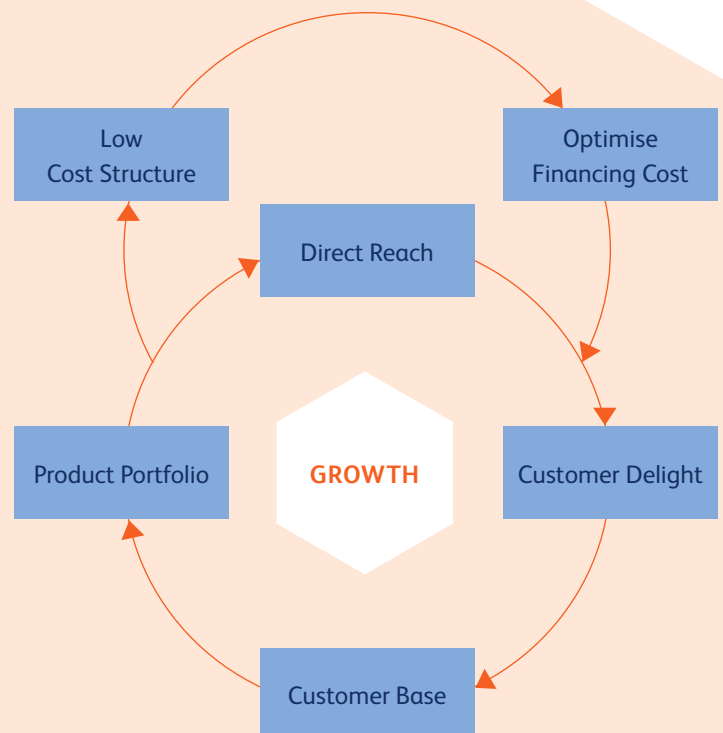 Low
Cost Structure
Optimise
Financing Cost
Direct Reach
Product Portfolio
GROWTH
Customer Delight
Customer Base